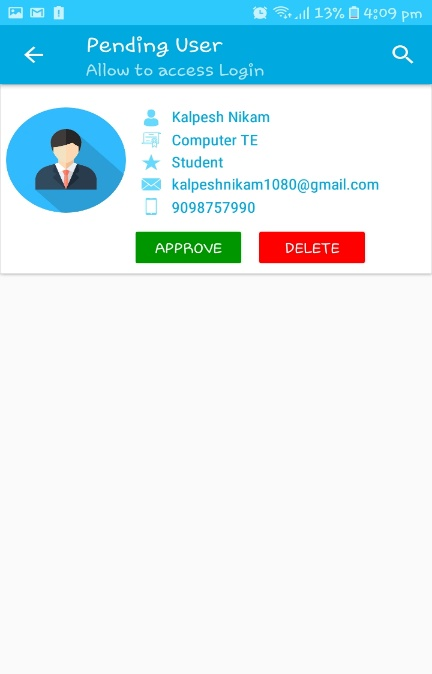 13% 4:09 pm
Pending User
Allow to access Login
Kalpesh Nikam
Computer TE
Student
kalpeshnikam1080@gmail.com
9098757990
APPROVE DELETE